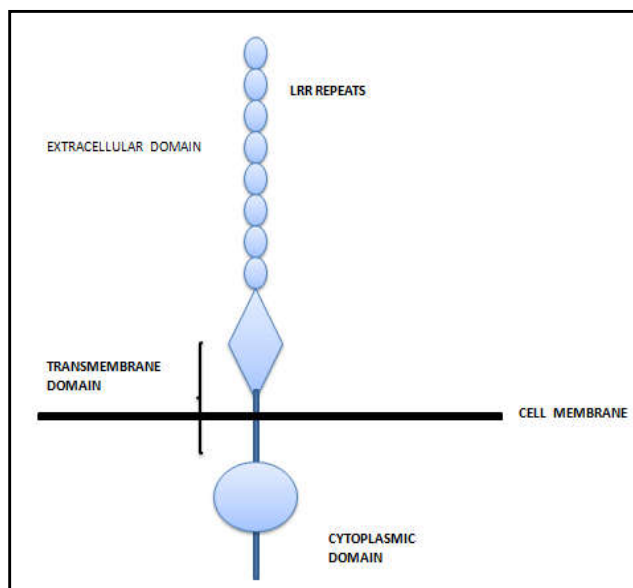 LRR REPEATS
EXTRACELLULAR DOMAIN
TRANSMEMBRANE
DOMAIN
CELL MEMBRANE
CYTOPLASMIC
DOMAIN